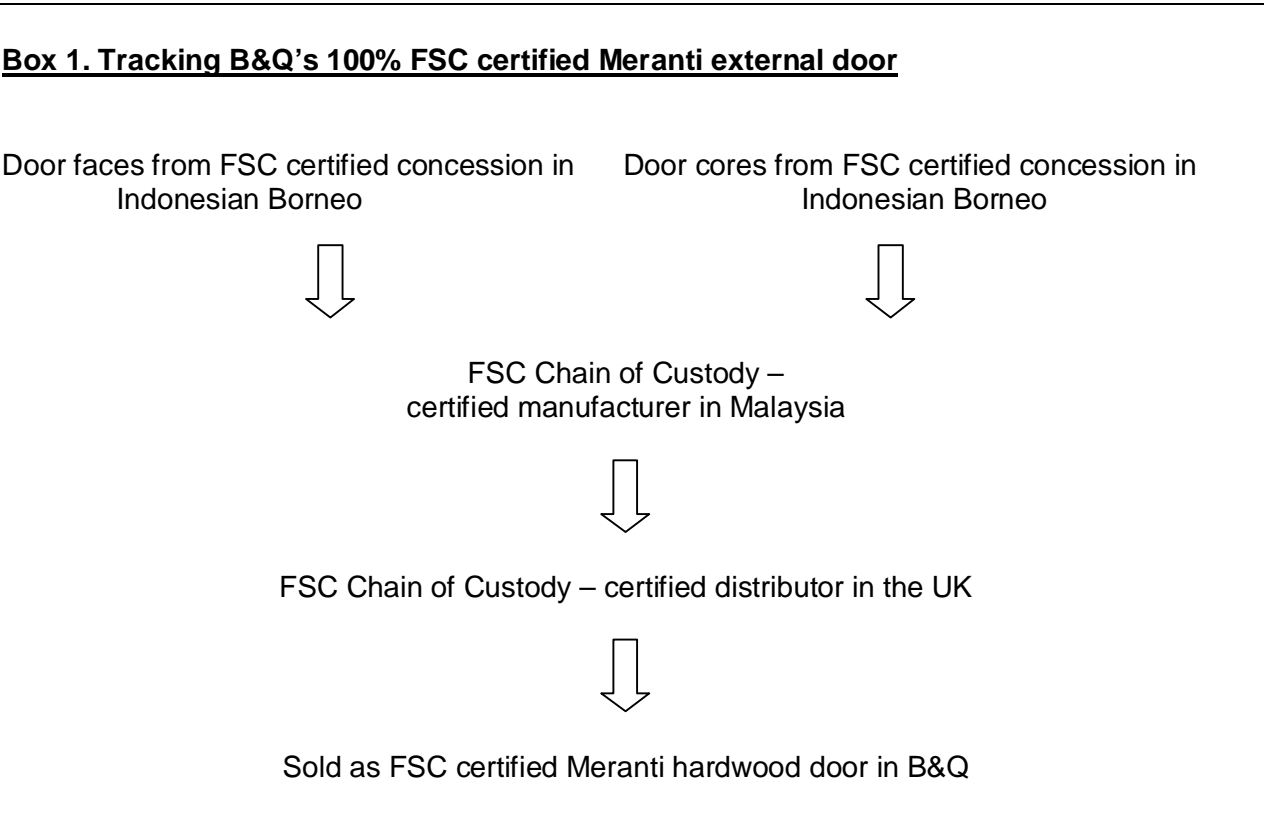 Box 1. Tracking B&Q’s 100% FSC certified Meranti external door
Door faces from FSC certified concession in
Indonesian Borneo
Door cores from FSC certified concession in
Indonesian Borneo
FSC Chain of Custody –
certified manufacturer in Malaysia
FSC Chain of Custody – certified distributor in the UK
Sold as FSC certified Meranti hardwood door in B&Q